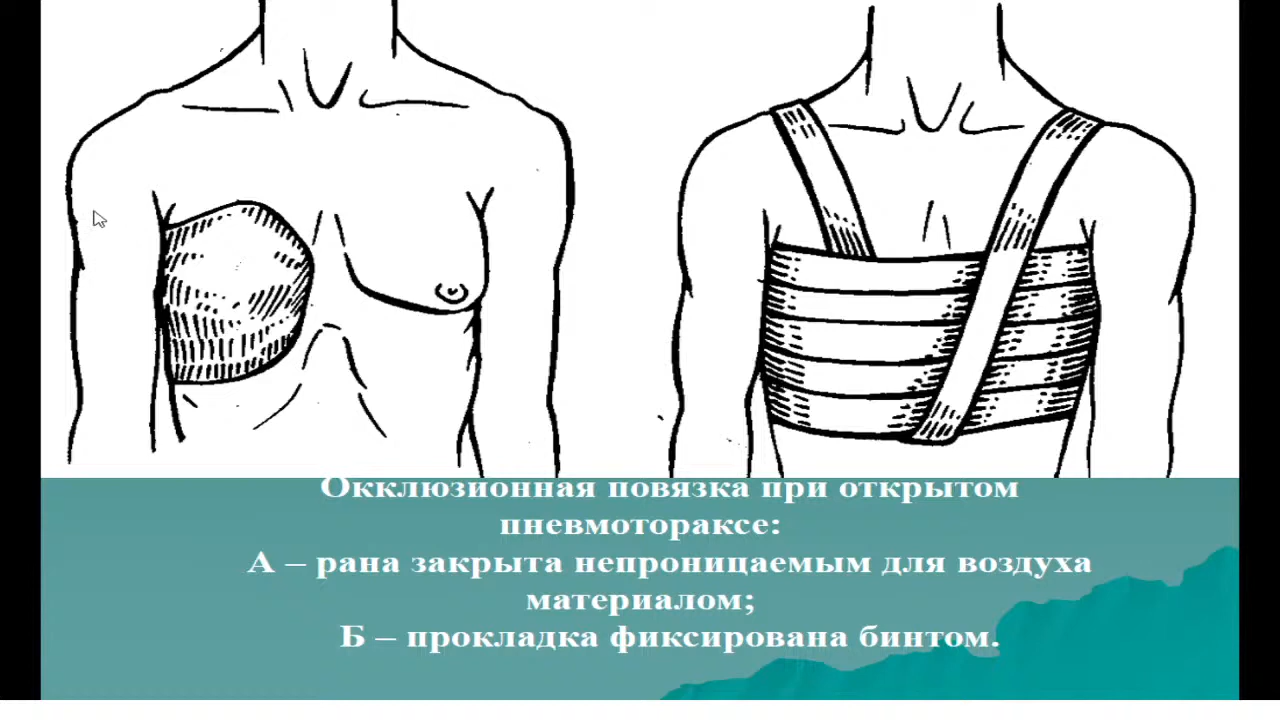 Окклюзионная повязка при открытом
пневмотораксе:
А – рана закрыта непроницаемым для воздуха
материалом;
Б – прокладка фиксирована бинтом.